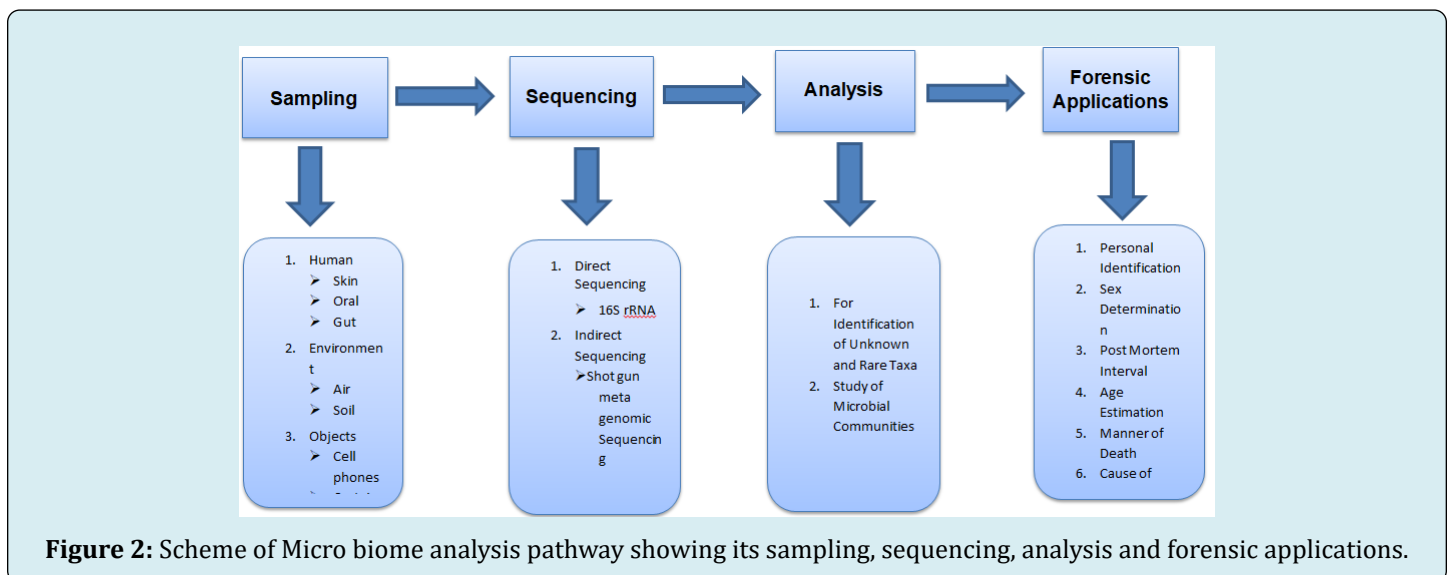 Sampling
Sequencing
Analysis
Forensic
Applications
1. Human
➤ Skin
➤ Oral
➤ Gut
2. Environmen
t
➤ Air
➤ Soil
3. Objects
➤ Cell
phones
1. Direct
Sequencing
➤ 16S rRNA
2. Indirect
Sequencing
➤Shot gun
meta
genomic
Sequencin
g
1. For
Identification
of Unknown
and Rare Taxa
2. Study of
Microbial
Communities
1. Personal
Identification
2. Sex
Determinatio
n
3. Post Mortem
Interval
4. Age
Estimation
5. Manner of
Death
6. Cause of
Figure 2: Scheme of Micro biome analysis pathway showing its sampling, sequencing, analysis and forensic applications.